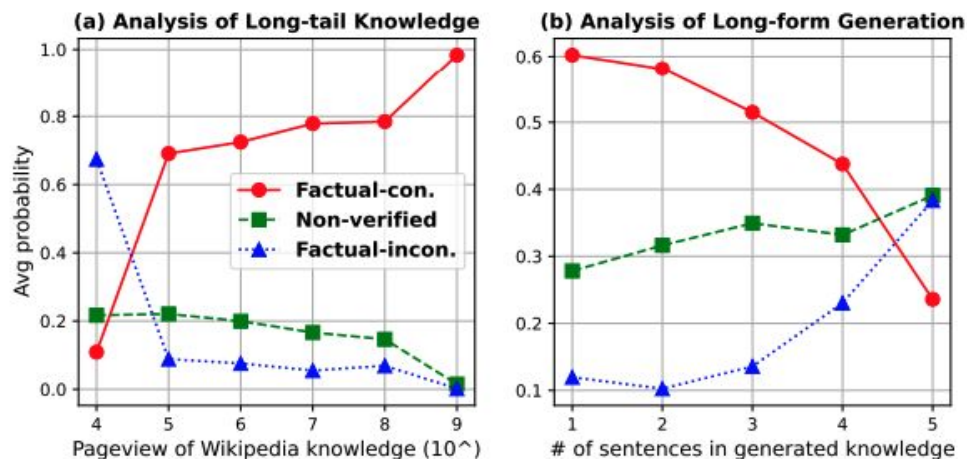 (a) Analysis of Long-tail Knowledge
1.0
0.8
0.6
0.4
0.2
0.0
Avg probability
Factual-con.
Non-verified
Factual-incon.
4 5 6 7 8 9
Pageview of Wikipedia knowledge (10^)
(b) Analysis of Long-form Generation
0.6
0.5
0.4
0.3
0.2
0.1
1 2 3 4 5
# of sentences in generated knowledge